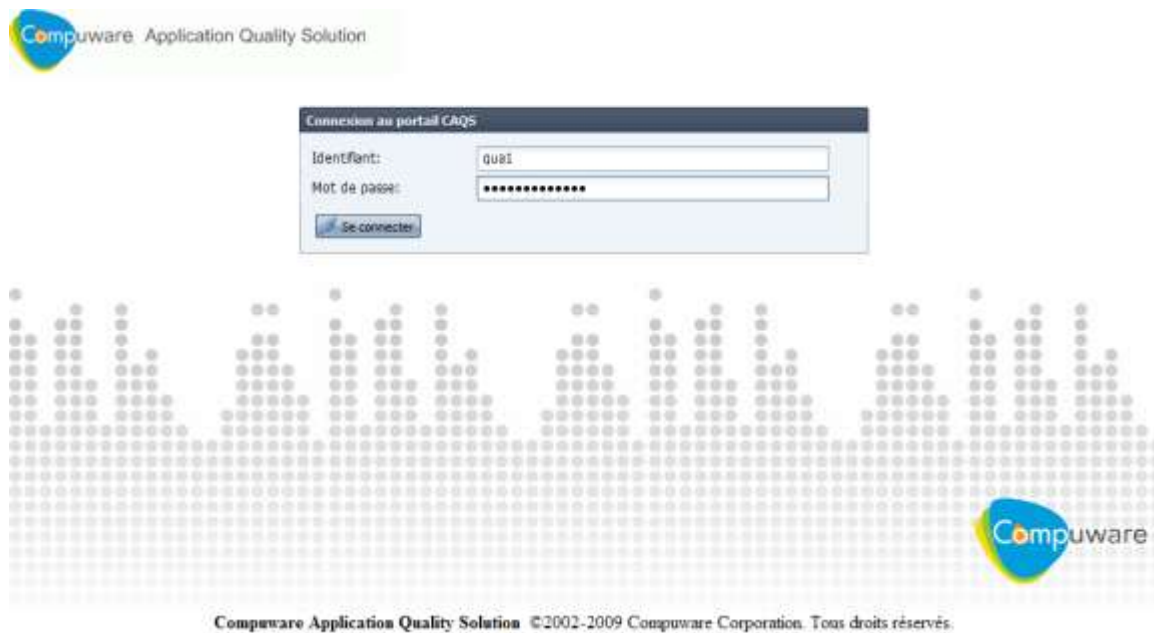 Compuware Application Quality Solution
Connexion au portail CAQS
Identifiant:
qual
Mot de passe:
•••••••••••••
Se connecter
Compuware
Compuware Application Quality Solution ©2002-2009 Compuware Corporation. Tous droits réservés.